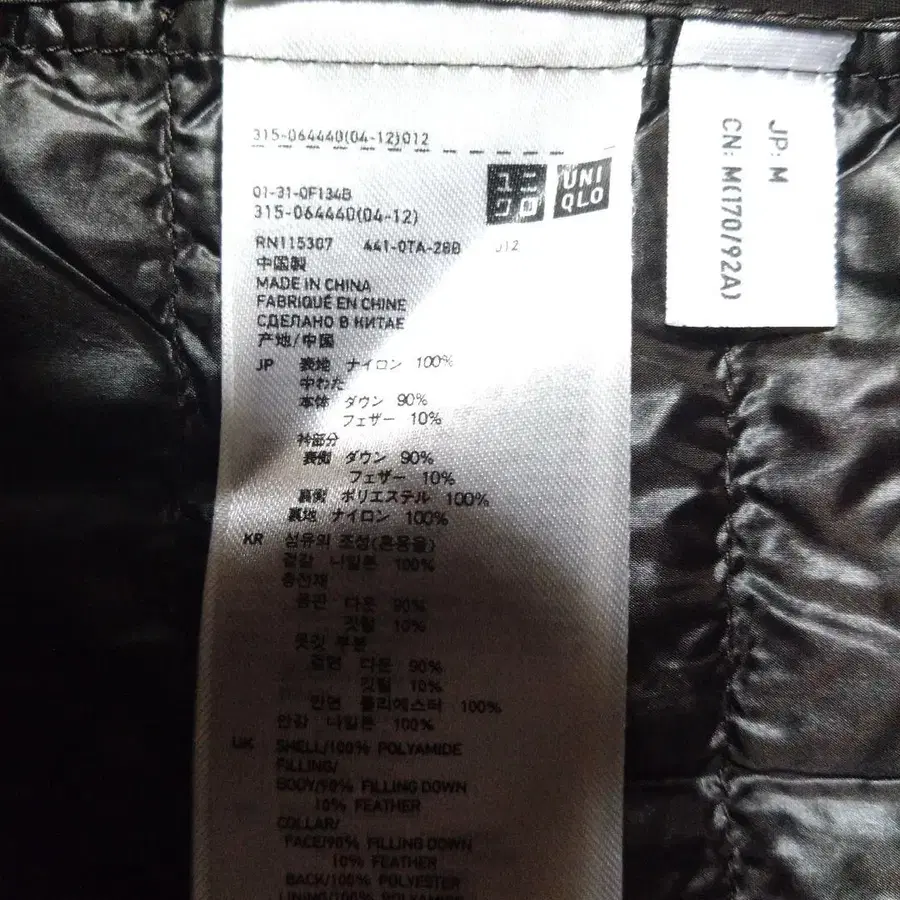 315-064440(04-12)012
ユニ
クロ
UNI
QLO
01-31-0F134B
315-064440(04-12)
RN115307 441-0TA-28B 012
中国製
MADE IN CHINA
FABRIQUÉ EN CHINE
СДЕЛАНО В КИТАЕ
产地/中国
JP 表地 ナイロン 100%
中わた
本体 ダウン 90%
フェザー 10%
衿部分
表側 ダウン 90%
フェザー 10%
裏側 ポリエステル 100%
裏地 ナイロン 100%
KR 섬유의 조성(혼용율)
겉감 나일론 100%
충전재
몸판 다운 90%
깃털 10%
옷깃 부분
겉면 다운 90%
깃털 10%
안면 폴리에스터 100%
안감 나일론 100%
UK SHELL/100% POLYAMIDE
FILLING/
BODY/90% FILLING DOWN
10% FEATHER
COLLAR/
FACE/90% FILLING DOWN
10% FEATHER
BACK/100% POLYESTER
LINING/100% POLYAMIDE
JP: M
CN: M(170/92A)